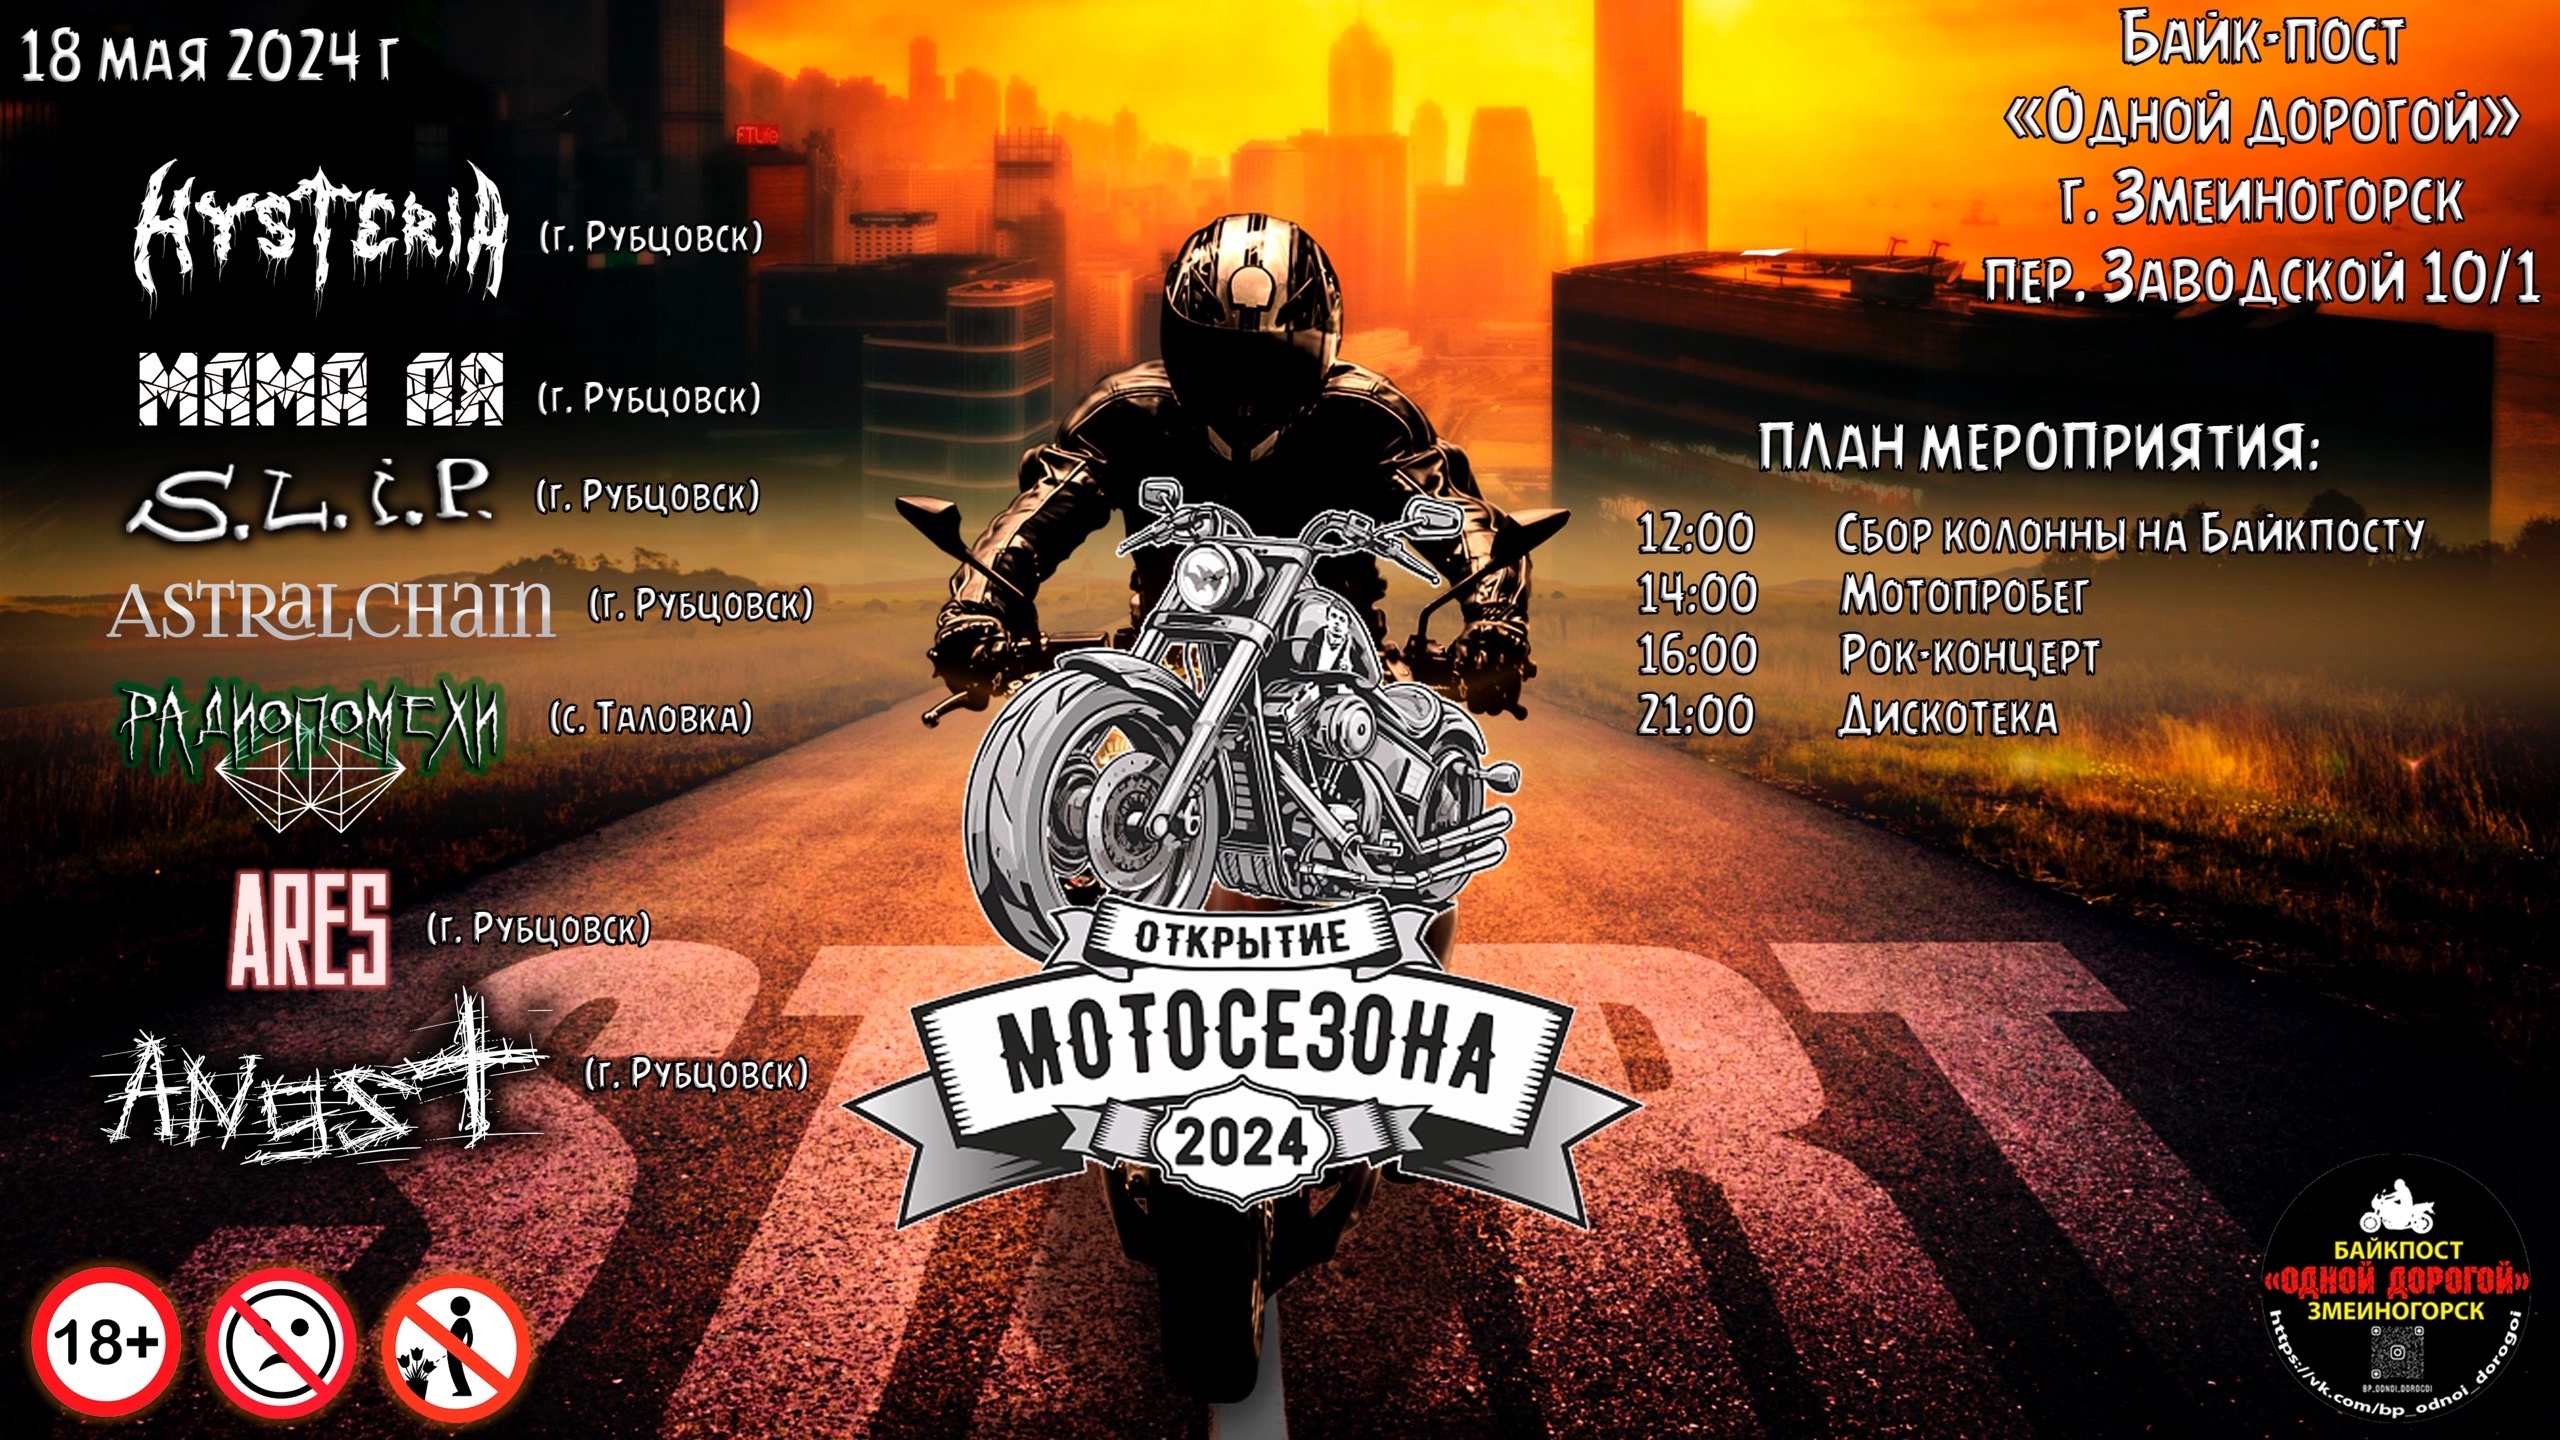 18 мая 2024 г
HYSTERIA (г. Рубцовск)
МАМА АЯ (г. Рубцовск)
S.L.i.P. (г. Рубцовск)
ASTRALCHAIN (г. Рубцовск)
РАДИОПОМЕХИ (с. Таловка)
ARES (г. Рубцовск)
ANGST (г. Рубцовск)
18+
FTLife
Байк-пост
«Одной дорогой»
г. Змеиногорск
пер. Заводской 10/1
ПЛАН МЕРОПРИЯТИЯ:
12:00 Сбор колонны на Байкпосту
14:00 Мотопробег
16:00 Рок-концерт
21:00 Дискотека
ОТКРЫТИЕ
МОТОСЕЗОНА
2024
START
БАЙКПОСТ
«ОДНОЙ ДОРОГОЙ»
ЗМЕИНОГОРСК
BP_ODNOI_DOROGOI
https://vk.com/bp_odnoi_dorogoi